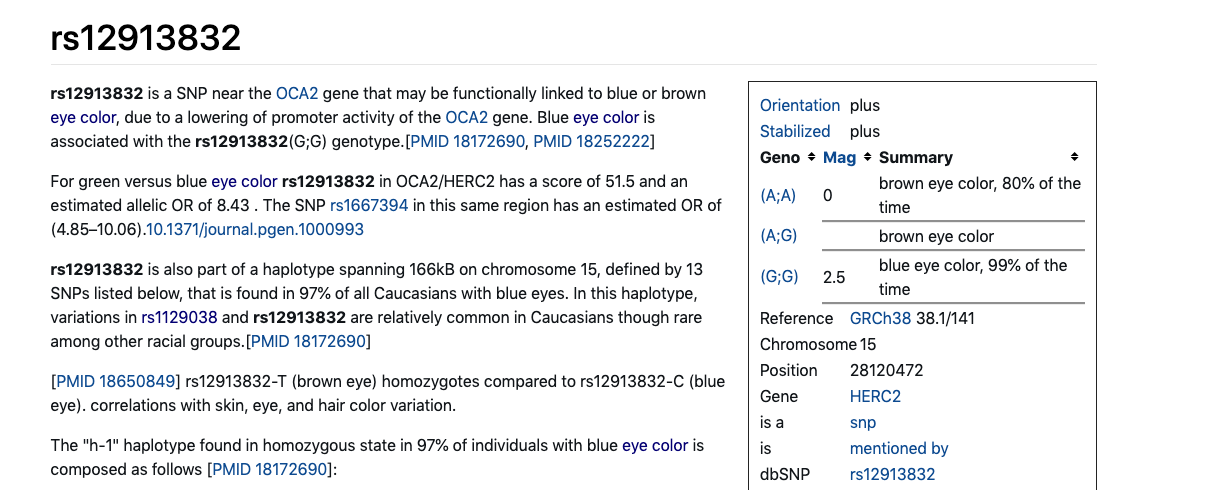 rs12913832
rs12913832 is a SNP near the OCA2 gene that may be functionally linked to blue or brown
eye color, due to a lowering of promoter activity of the OCA2 gene. Blue eye color is
associated with the rs12913832(G;G) genotype.[PMID 18172690, PMID 18252222]
For green versus blue eye color rs12913832 in OCA2/HERC2 has a score of 51.5 and an
estimated allelic OR of 8.43 . The SNP rs1667394 in this same region has an estimated OR of
(4.85–10.06).10.1371/journal.pgen.1000993
rs12913832 is also part of a haplotype spanning 166kB on chromosome 15, defined by 13
SNPs listed below, that is found in 97% of all Caucasians with blue eyes. In this haplotype,
variations in rs1129038 and rs12913832 are relatively common in Caucasians though rare
among other racial groups.[PMID 18172690]
[PMID 18650849] rs12913832-T (brown eye) homozygotes compared to rs12913832-C (blue
eye). correlations with skin, eye, and hair color variation.
The "h-1" haplotype found in homozygous state in 97% of individuals with blue eye color is
composed as follows [PMID 18172690]:
Orientation plus
Stabilized plus
Geno Mag Summary
(A;A) 0 brown eye color, 80% of the
time
(A;G) brown eye color
(G;G) 2.5 blue eye color, 99% of the
time
Reference GRCh38 38.1/141
Chromosome 15
Position 28120472
Gene HERC2
is a snp
is mentioned by
dbSNP rs12913832